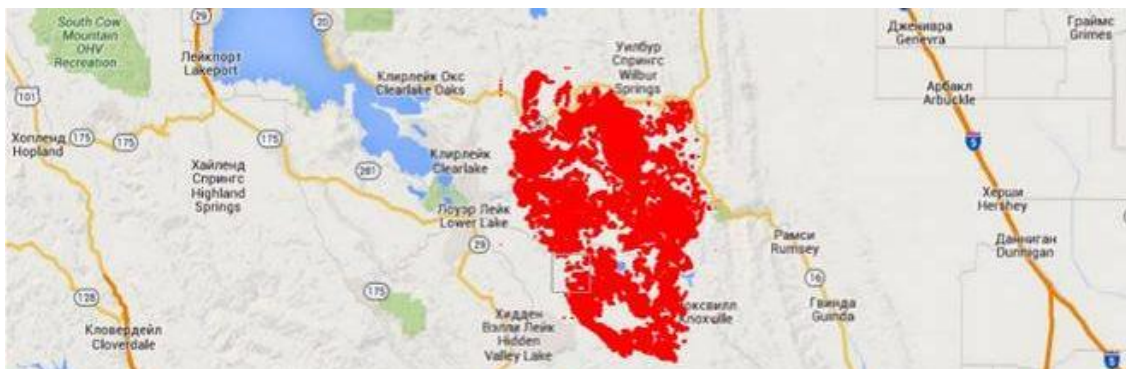 South Cow
Mountain
OHV
Recreation
29
20
Лейкпорт
Lakeport
Клирлейк Окс
Clearlake Oaks
Уилбур
Спрингс
Wilbur
Springs
Дженивра
Genevra
Граймс
Grimes
Арбакл
Arbuckle
101
Хопленд
Hopland
175
175
175
5
Хайленд
Спрингс
Highland
Springs
281
Клирлейк
Clearlake
Лоуэр Лейк
Lower Lake
29
Херши
Hershey
Данниган
Dunnigan
Рамси
Rumsey
16
Гвинда
Guinda
128
175
Кловердейл
Cloverdale
Хидден
Вэлли Лейк
Hidden
Valley Lake
оксвилл
Knoxville
5